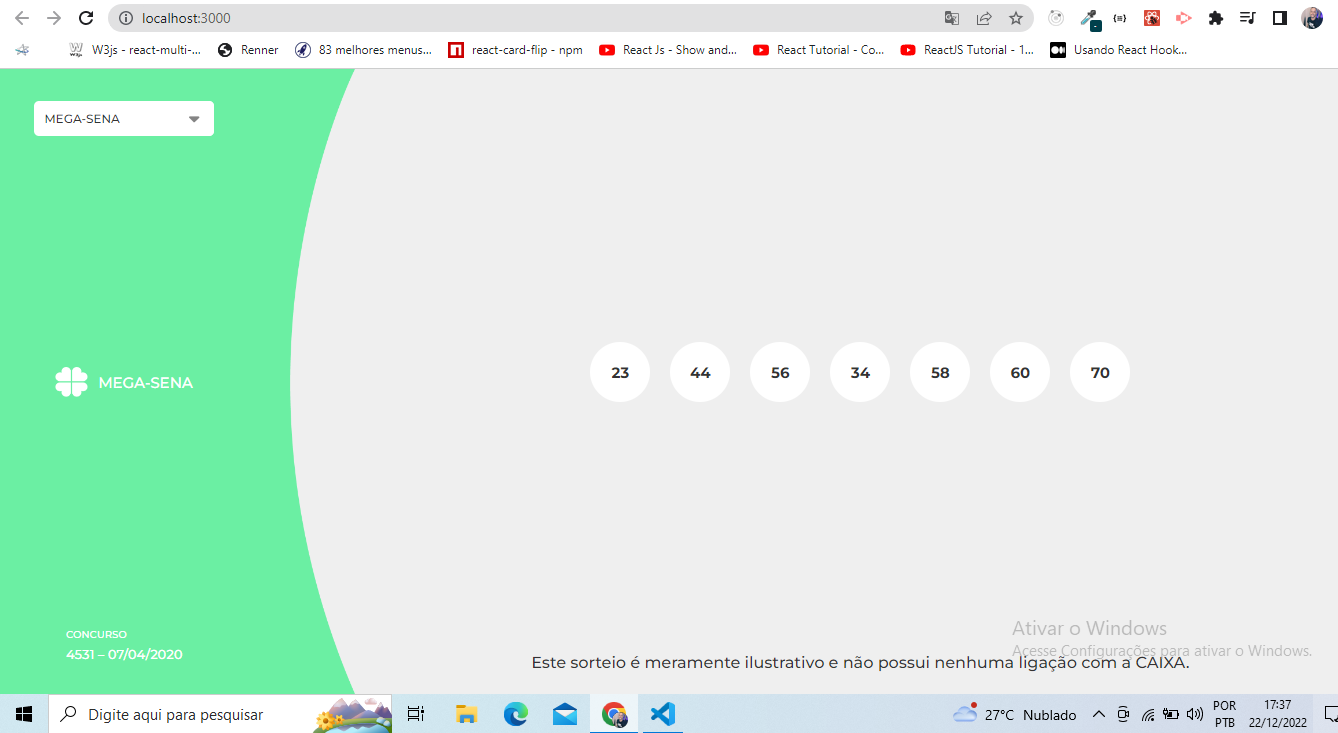 localhost:3000
W3js - react-multi-...
Renner
83 melhores menus...
react-card-flip - npm
React Js - Show and...
React Tutorial - Co...
ReactJS Tutorial - 1...
Usando React Hook...
MEGA-SENA
MEGA-SENA
23 44 56 34 58 60 70
CONCURSO
4531 – 07/04/2020
Ativar o Windows
Acesse Configurações para ativar o Windows.
Este sorteio é meramente ilustrativo e não possui nenhuma ligação com a CAIXA.
Digite aqui para pesquisar
27°C Nublado
POR
PTB
17:37
22/12/2022